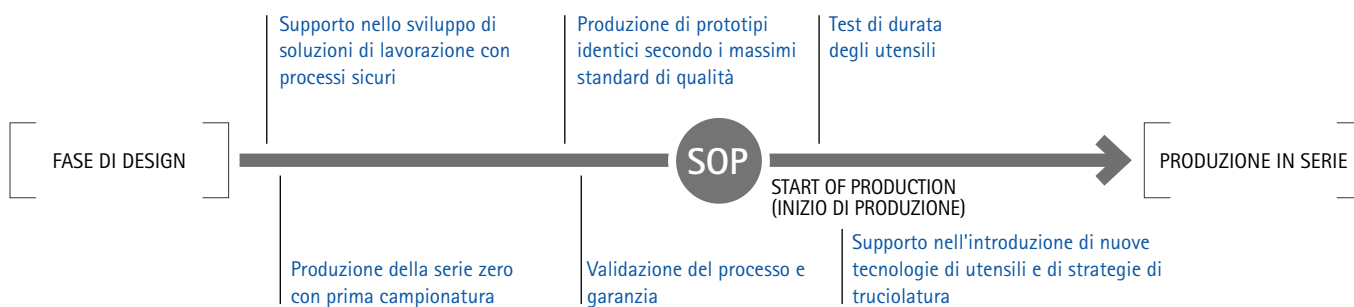 Supporto nello sviluppo di
soluzioni di lavorazione con
processi sicuri
Produzione di prototipi
identici secondo i massimi
standard di qualità
Test di durata
degli utensili
FASE DI DESIGN
SOP
START OF PRODUCTION
(INIZIO DI PRODUZIONE)
PRODUZIONE IN SERIE
Produzione della serie zero
con prima campionatura
Validazione del processo e
garanzia
Supporto nell'introduzione di nuove
tecnologie di utensili e di strategie di
truciolatura